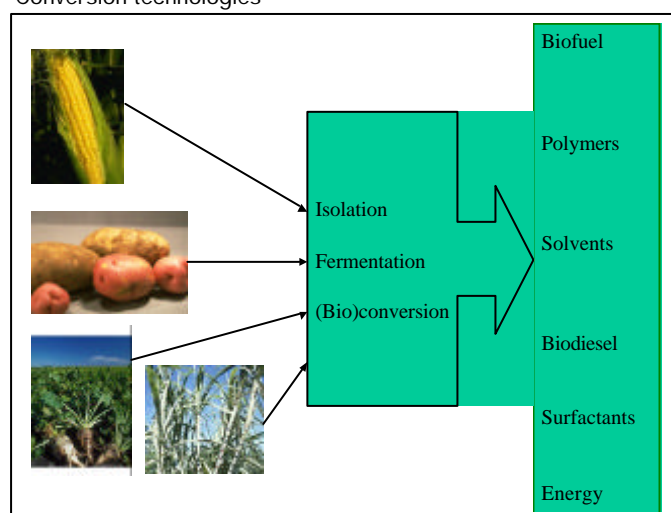 Conversion technologies
Isolation
Fermentation
(Bio)conversion
Biofuel
Polymers
Solvents
Biodiesel
Surfactants
Energy